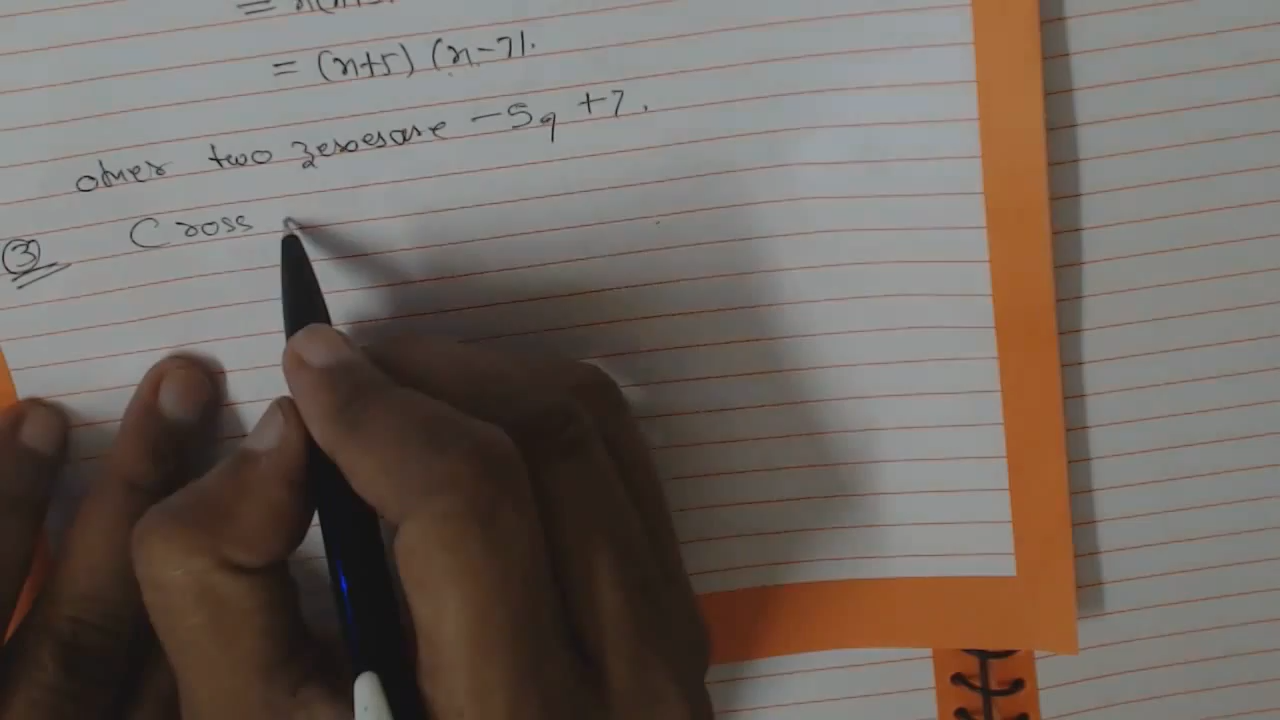 = (x+5) (x-7).
other two zeroes are -5, +7.
③ Cross